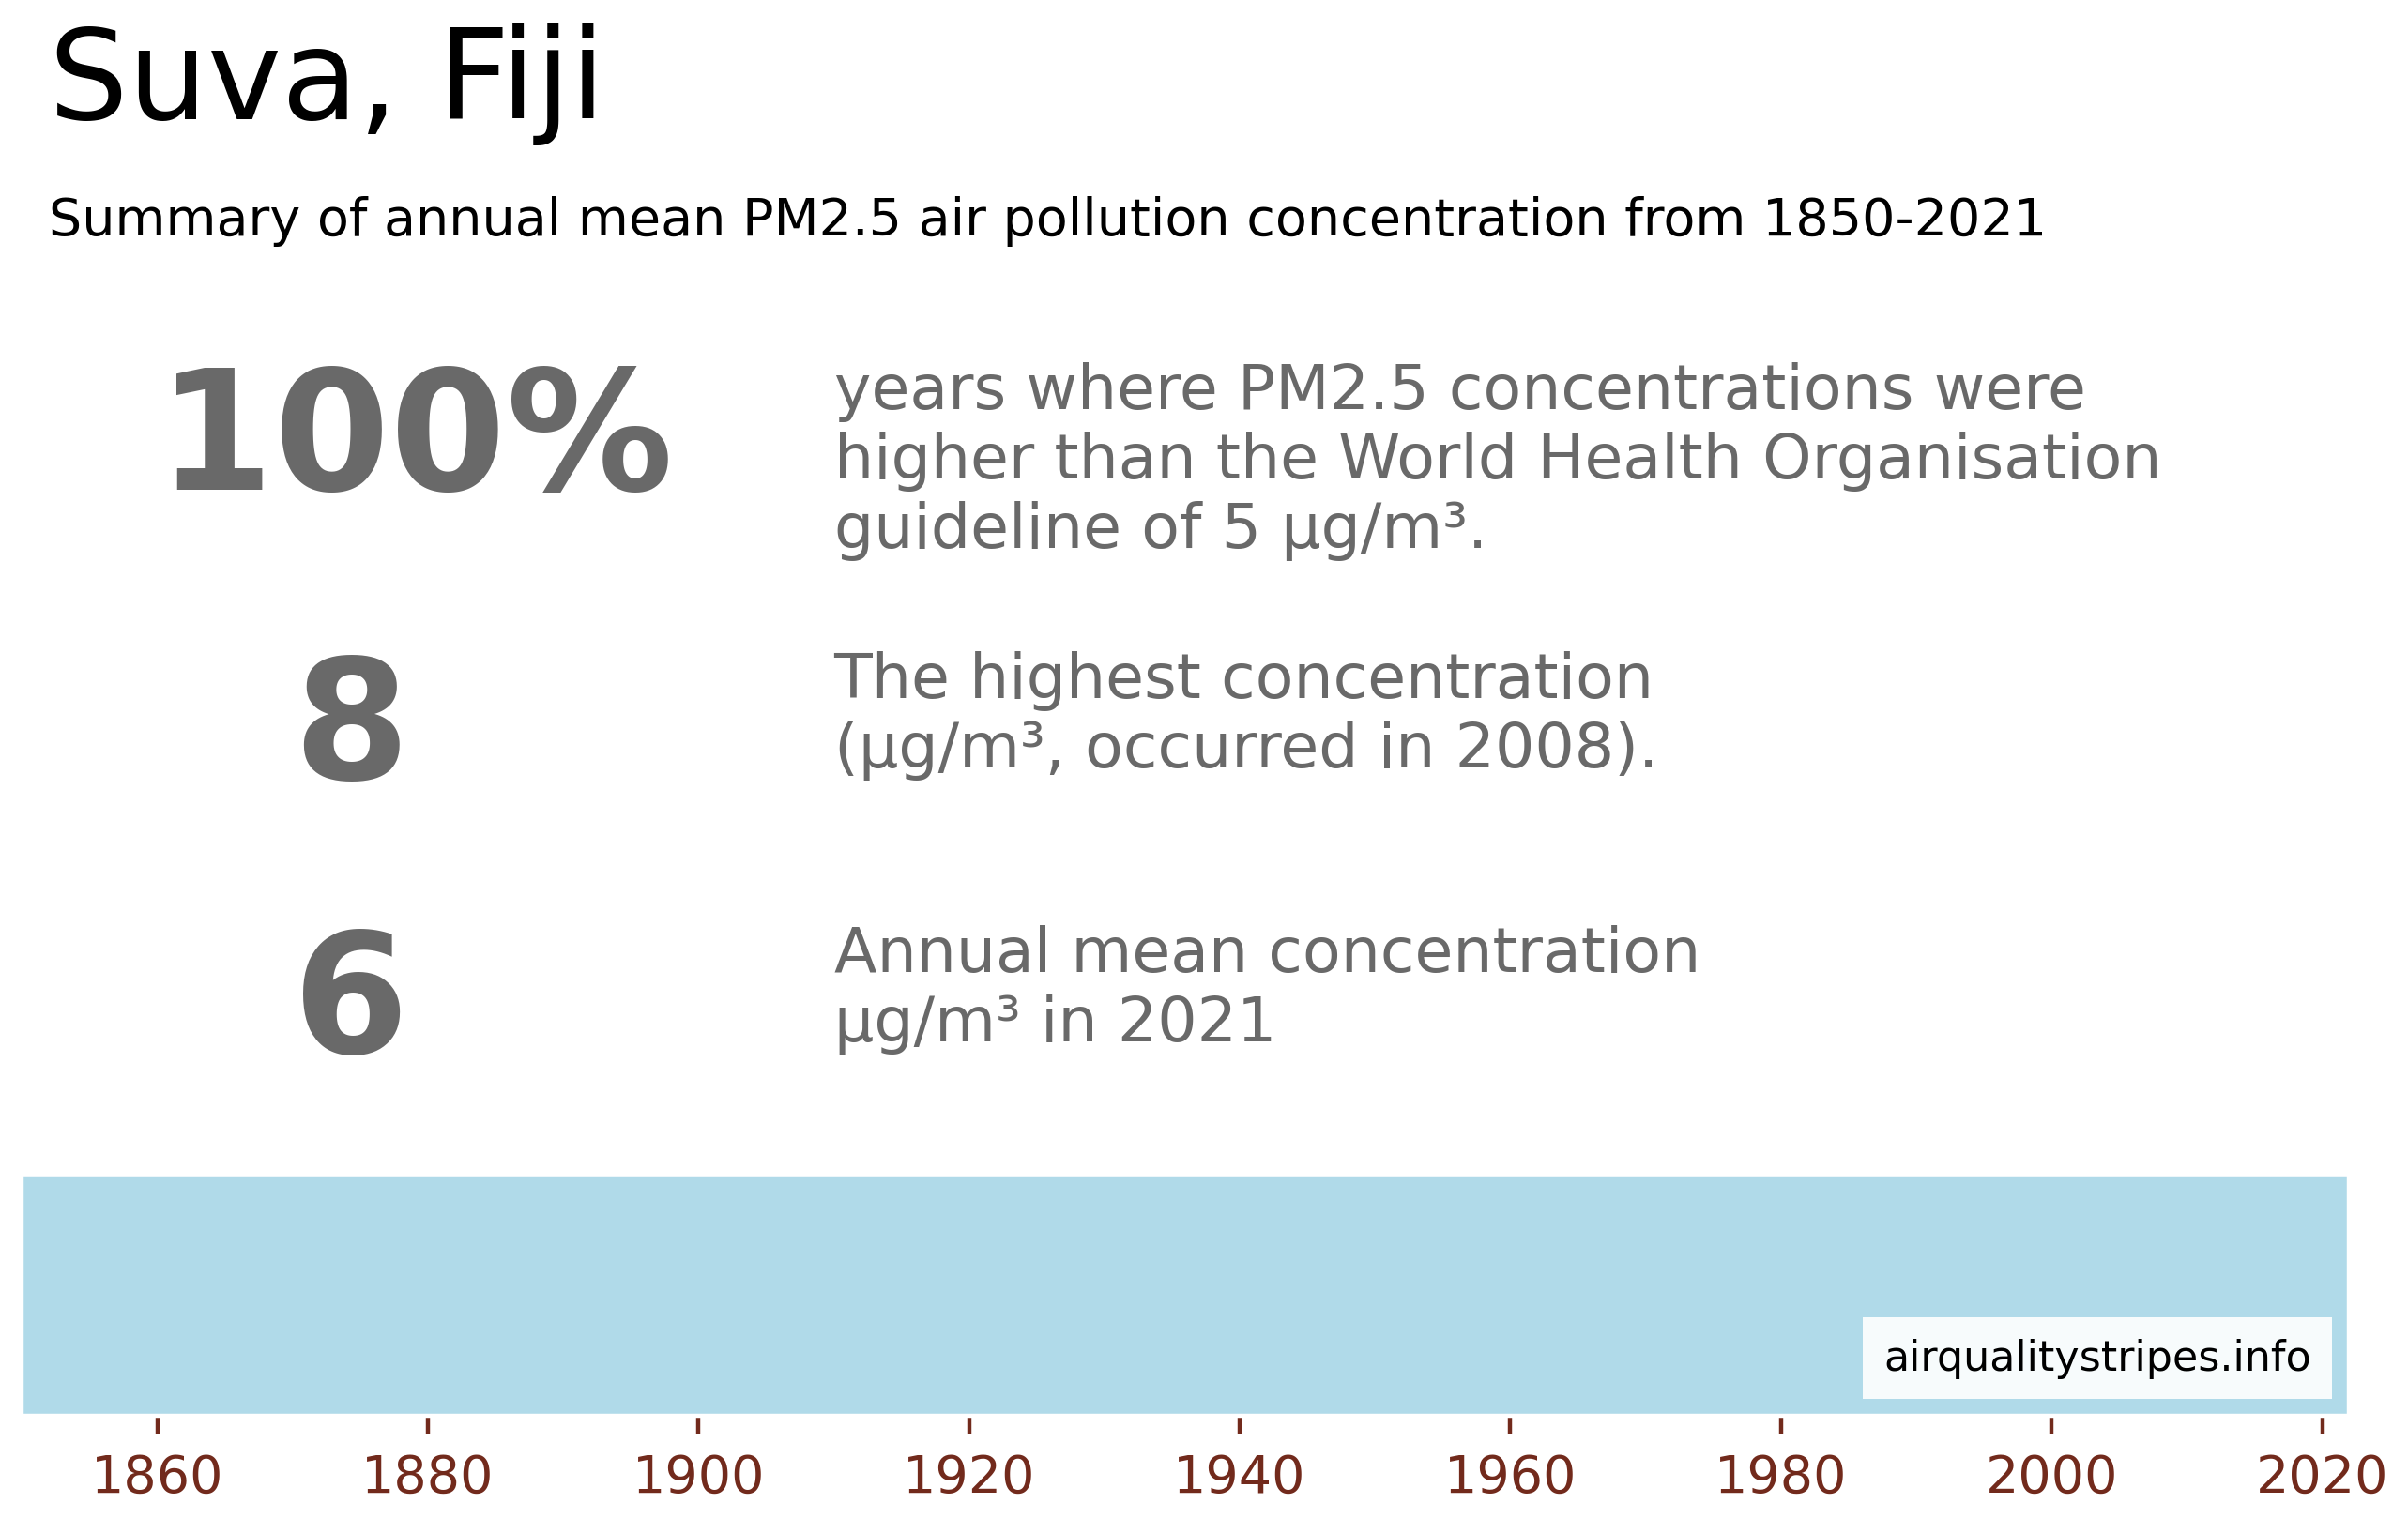 Suva, Fiji
Summary of annual mean PM2.5 air pollution concentration from 1850-2021
100%
years where PM2.5 concentrations were
higher than the World Health Organisation
guideline of 5 µg/m³.
8
The highest concentration
(µg/m³, occurred in 2008).
6
Annual mean concentration
µg/m³ in 2021
airqualitystripes.info
1860 1880 1900 1920 1940 1960 1980 2000 2020